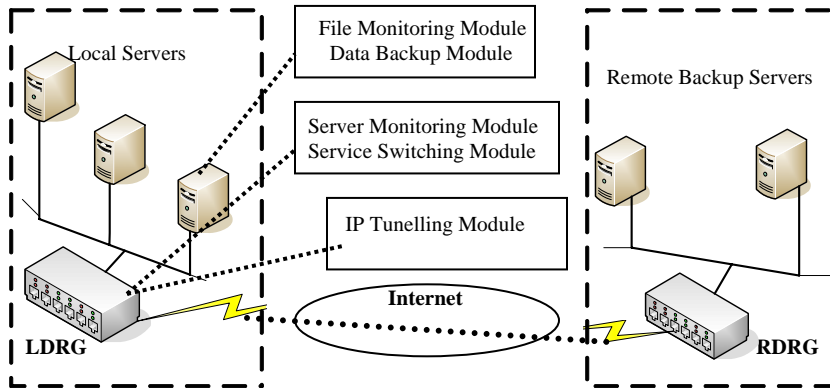 File Monitoring Module
Data Backup Module
Local Servers
Remote Backup Servers
Server Monitoring Module
Service Switching Module
IP Tunelling Module
Internet
LDRG
RDRG